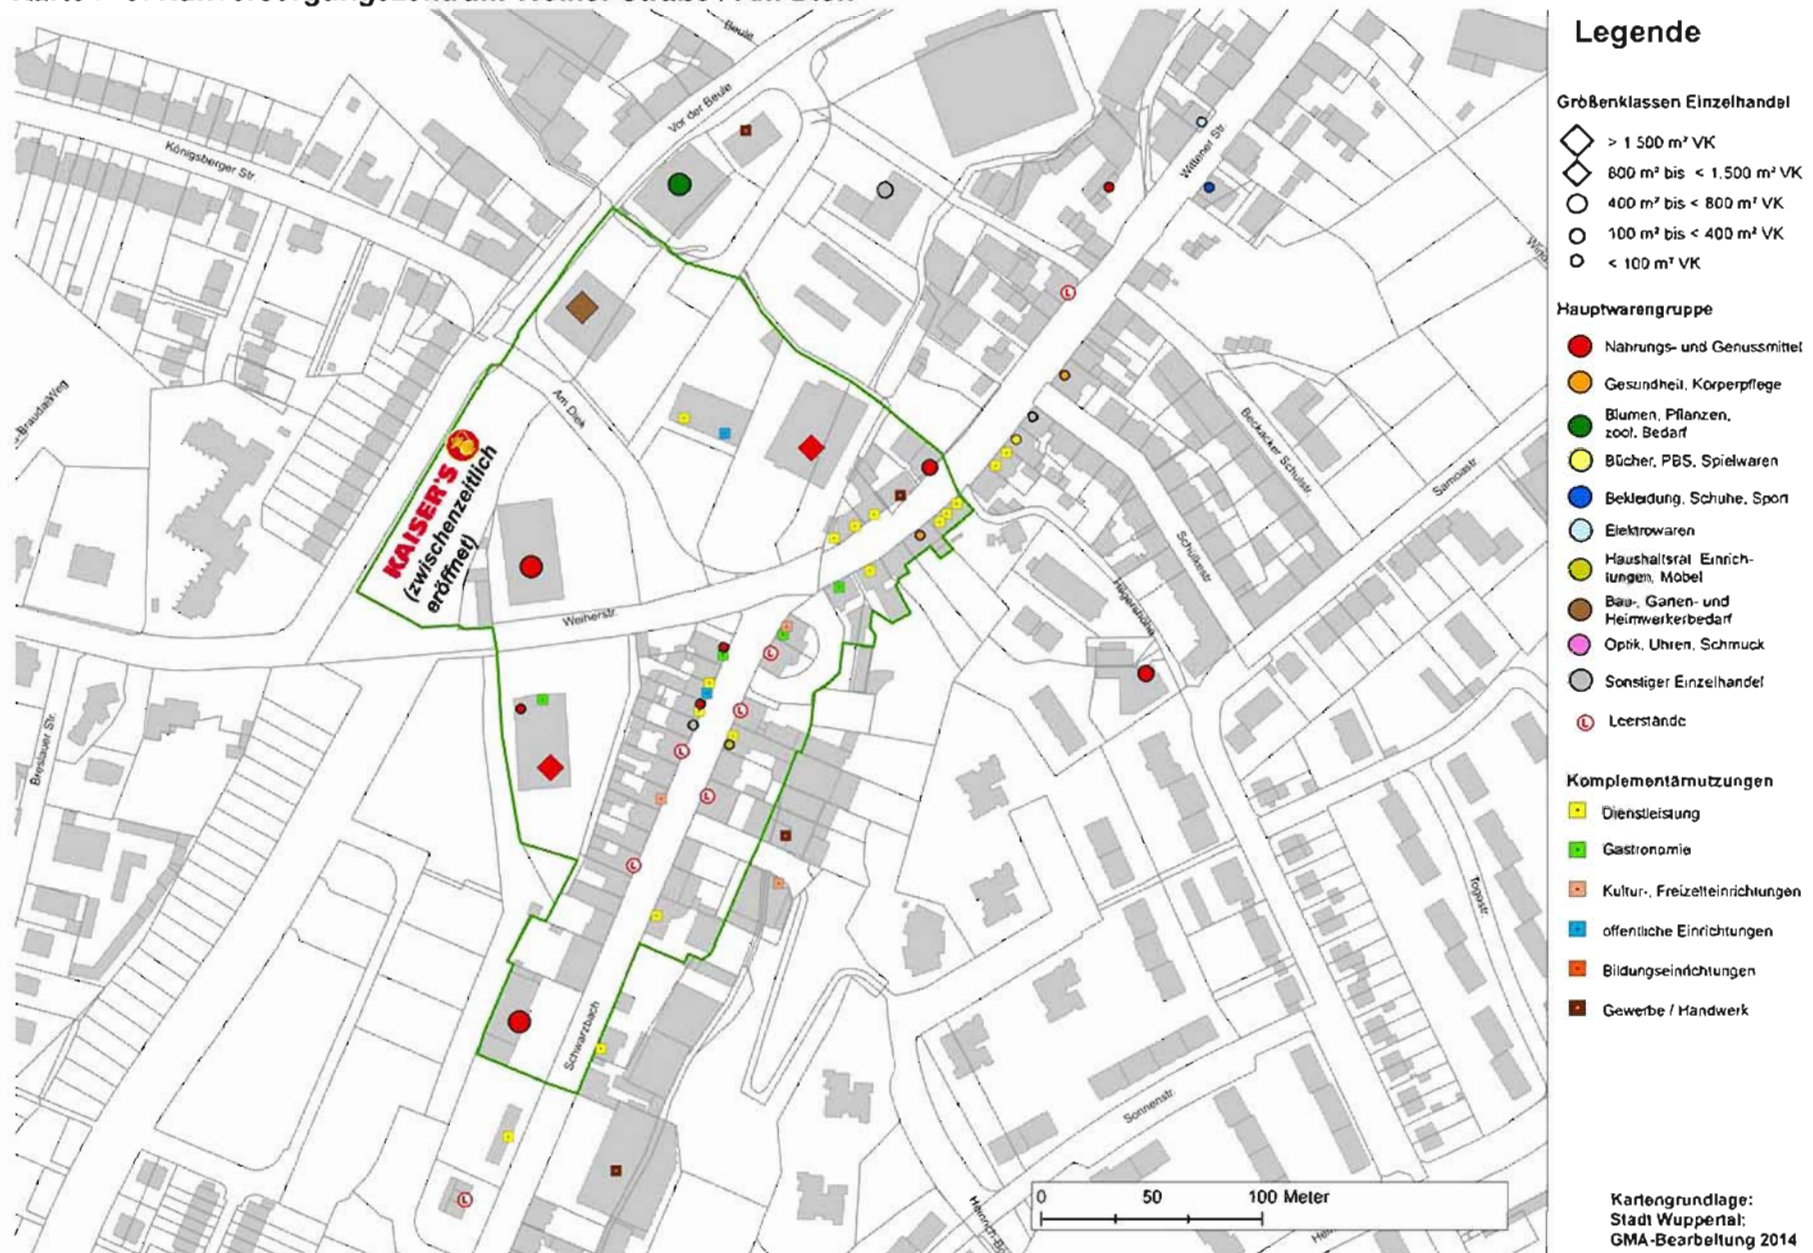 Legende
Größenklassen Einzelhandel
> 1 500 m² VK
800 m² bis < 1.500 m² VK
400 m² bis < 800 m² VK
100 m² bis < 400 m² VK
< 100 m² VK
Hauptwarengruppe
Nahrungs- und Genussmittel
Gesundheit, Körperpflege
Blumen, Pflanzen,
zool. Bedarf
Bücher, PBS, Spielwaren
Bekleidung, Schuhe, Sport
Elektrowaren
Haushaltsrat Einrich-
tungen, Möbel
Bau-, Garten- und
Heimwerkerbedarf
Optik, Uhren, Schmuck
Sonstiger Einzelhandel
L Leerstände
Komplementärnutzungen
Dienstleistung
Gastronomie
Kultur-, Freizeiteinrichtungen
öffentliche Einrichtungen
Bildungseinrichtungen
Gewerbe / Handwerk
Kartengrundlage:
Stadt Wuppertal;
GMA-Bearbeitung 2014
Beule
Vor der Beule
Königsberger Str.
Wittener Str.
Am Diek
KAISER'S
(zwischenzeitlich
eröffnet)
Beckacker Schulstr.
Samoastr.
Schülkestr.
Hügelshöhe
Weiherstr.
Breslauer Str.
Togostr.
Schwarzbach
Sonnenstr.
L
L
L
L
L
L
L
0 50 100 Meter